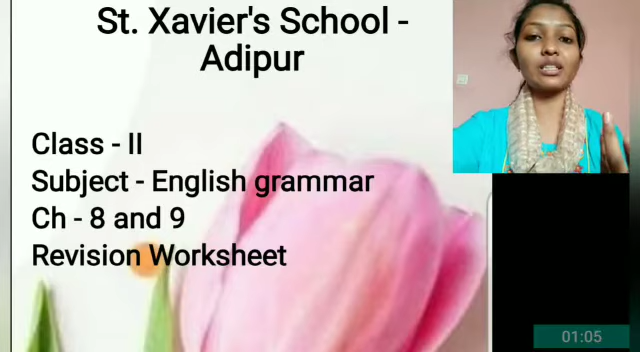 St. Xavier's School -
Adipur
Class - II
Subject - English grammar
Ch - 8 and 9
Revision Worksheet
01:05